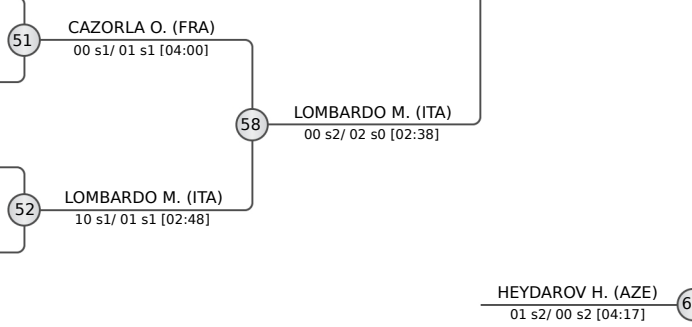 CAZORLA O. (FRA)
51
00 s1/ 01 s1 [04:00]
LOMBARDO M. (ITA)
58
00 s2/ 02 s0 [02:38]
LOMBARDO M. (ITA)
52
10 s1/ 01 s1 [02:48]
HEYDAROV H. (AZE)
01 s2/ 00 s2 [04:17]